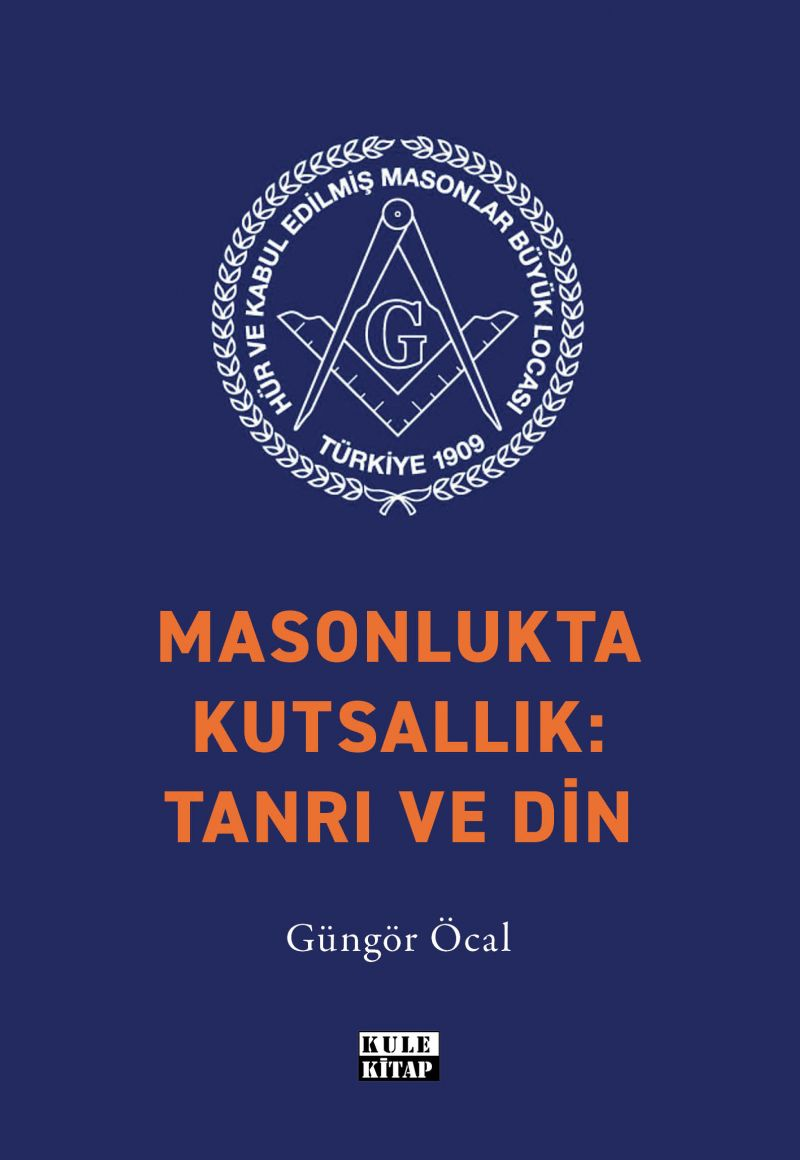 HÜR VE KABUL EDİLMİŞ MASONLAR BÜYÜK LOCASI
G
TÜRKİYE 1909
MASONLUKTA
KUTSALLIK:
TANRI VE DİN
Güngör Öcal
KULE
KİTAP